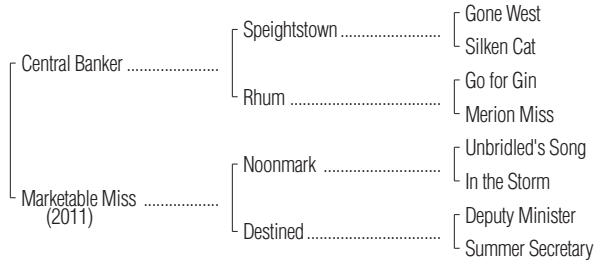 Gone West
Speightstown ......................
Silken Cat
Central Banker ......................
Go for Gin
Rhum ....................................
Merion Miss
Unbridled's Song
Noonmark ............................
In the Storm
Marketable Miss ..................
(2011)
Deputy Minister
Destined ................................
Summer Secretary